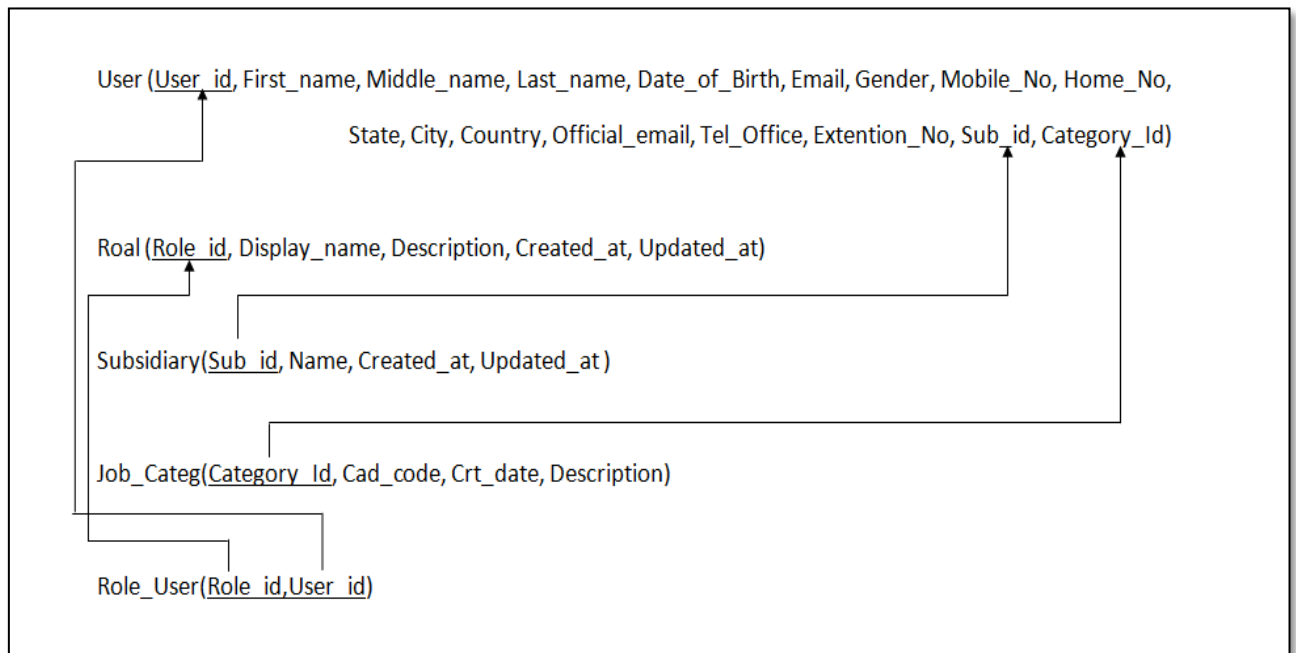 User (User_id, First_name, Middle_name, Last_name, Date_of_Birth, Email, Gender, Mobile_No, Home_No,
State, City, Country, Official_email, Tel_Office, Extention_No, Sub_id, Category_Id)
Roal (Role_id, Display_name, Description, Created_at, Updated_at)
Subsidiary(Sub_id, Name, Created_at, Updated_at )
Job_Categ(Category_Id, Cad_code, Crt_date, Description)
Role_User(Role_id,User_id)